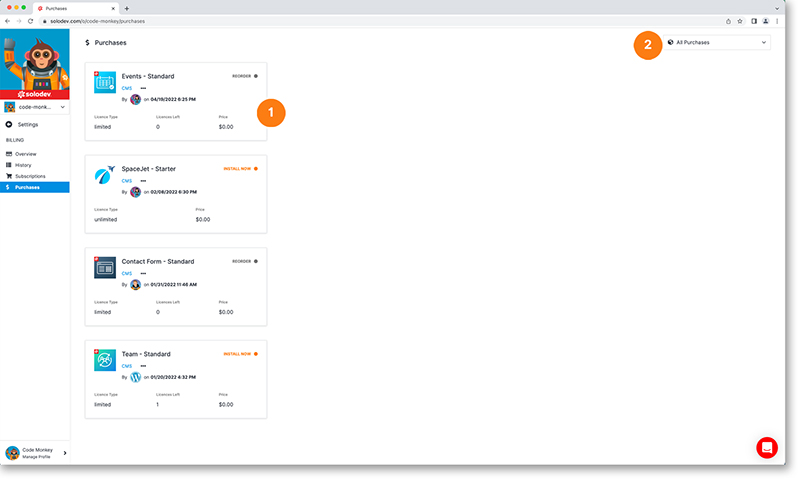 Purchases
solodev.com/o/code-monkey/purchases
solodev
code-monk...
Settings
BILLING
Overview
History
Subscriptions
Purchases
Code Monkey
Manage Profile
$ Purchases
2
All Purchases
1
Events - Standard
REORDER
CMS •••
By on 04/19/2022 6:25 PM
Licence Type Licences Left Price
limited 0 $0.00
SpaceJet - Starter
INSTALL NOW
CMS •••
By on 02/08/2022 6:30 PM
Licence Type Price
unlimited $0.00
Contact Form - Standard
REORDER
CMS •••
By on 01/31/2022 11:46 AM
Licence Type Licences Left Price
limited 0 $0.00
Team - Standard
INSTALL NOW
CMS •••
By on 01/20/2022 4:32 PM
Licence Type Licences Left Price
limited 1 $0.00